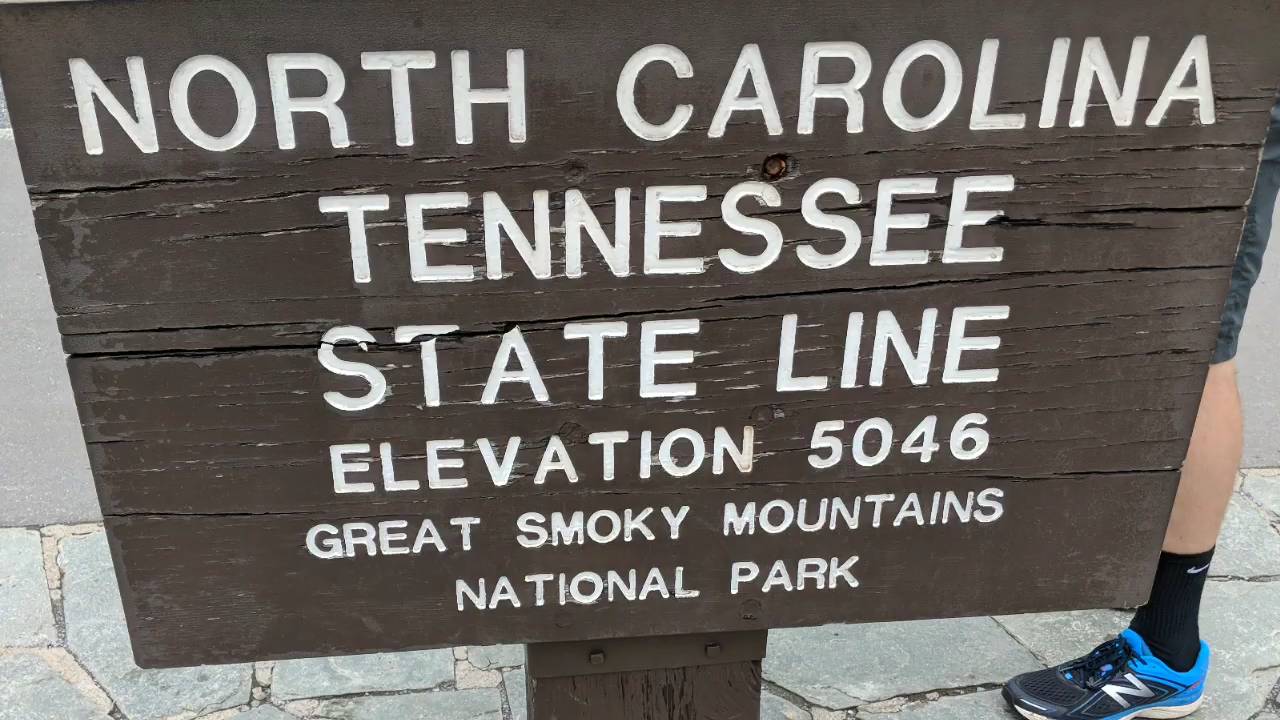 NORTH CAROLINA
TENNESSEE
STATE LINE
ELEVATION 5046
GREAT SMOKY MOUNTAINS
NATIONAL PARK
N